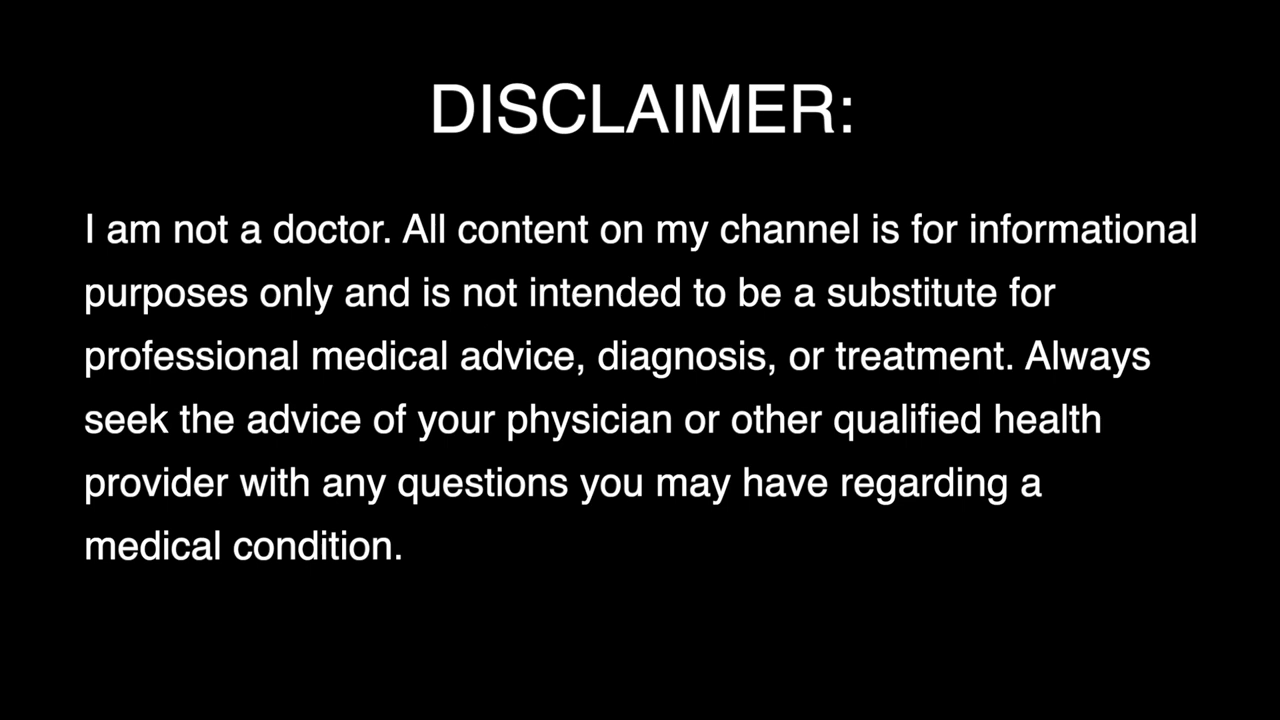 DISCLAIMER:
I am not a doctor. All content on my channel is for informational
purposes only and is not intended to be a substitute for
professional medical advice, diagnosis, or treatment. Always
seek the advice of your physician or other qualified health
provider with any questions you may have regarding a
medical condition.